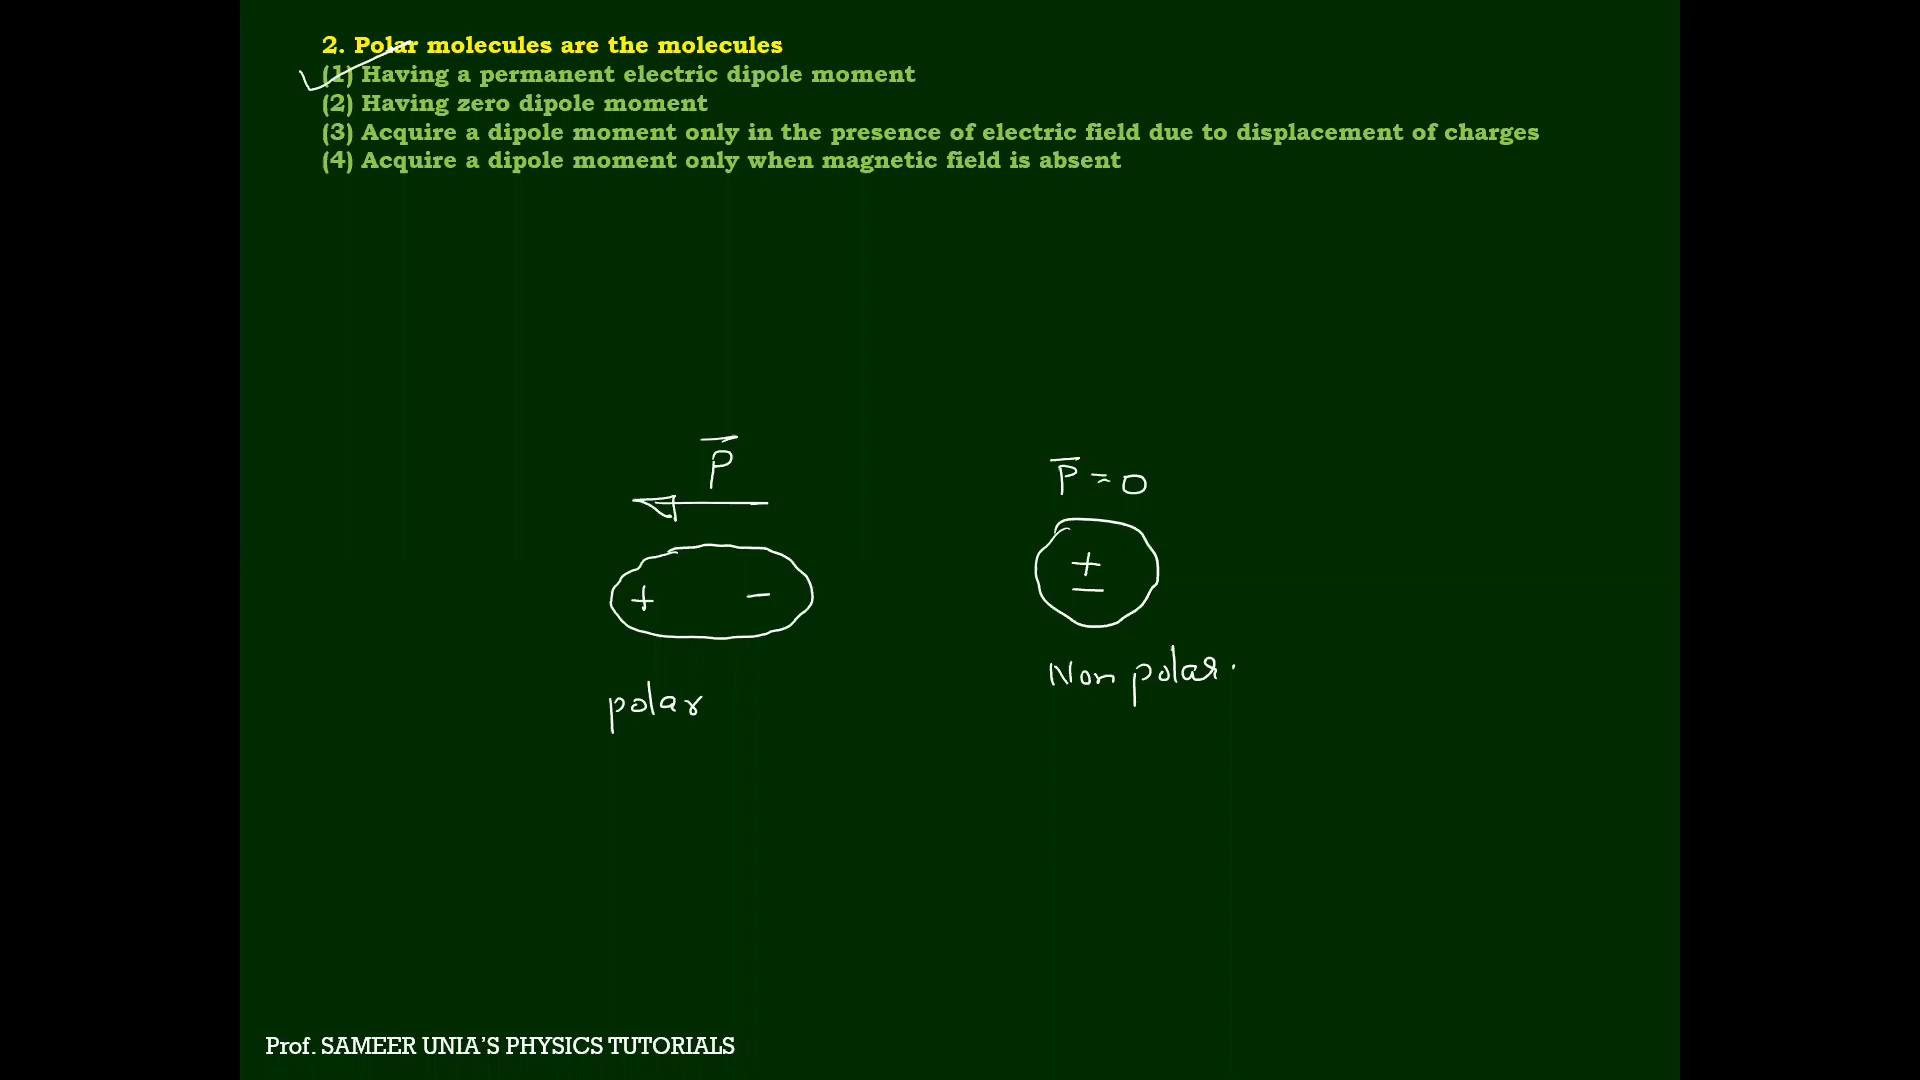 2. Polar molecules are the molecules
(1) Having a permanent electric dipole moment
(2) Having zero dipole moment
(3) Acquire a dipole moment only in the presence of electric field due to displacement of charges
(4) Acquire a dipole moment only when magnetic field is absent
P
P = 0
+ -
+
-
polar
Non polar.
Prof. SAMEER UNIA’S PHYSICS TUTORIALS